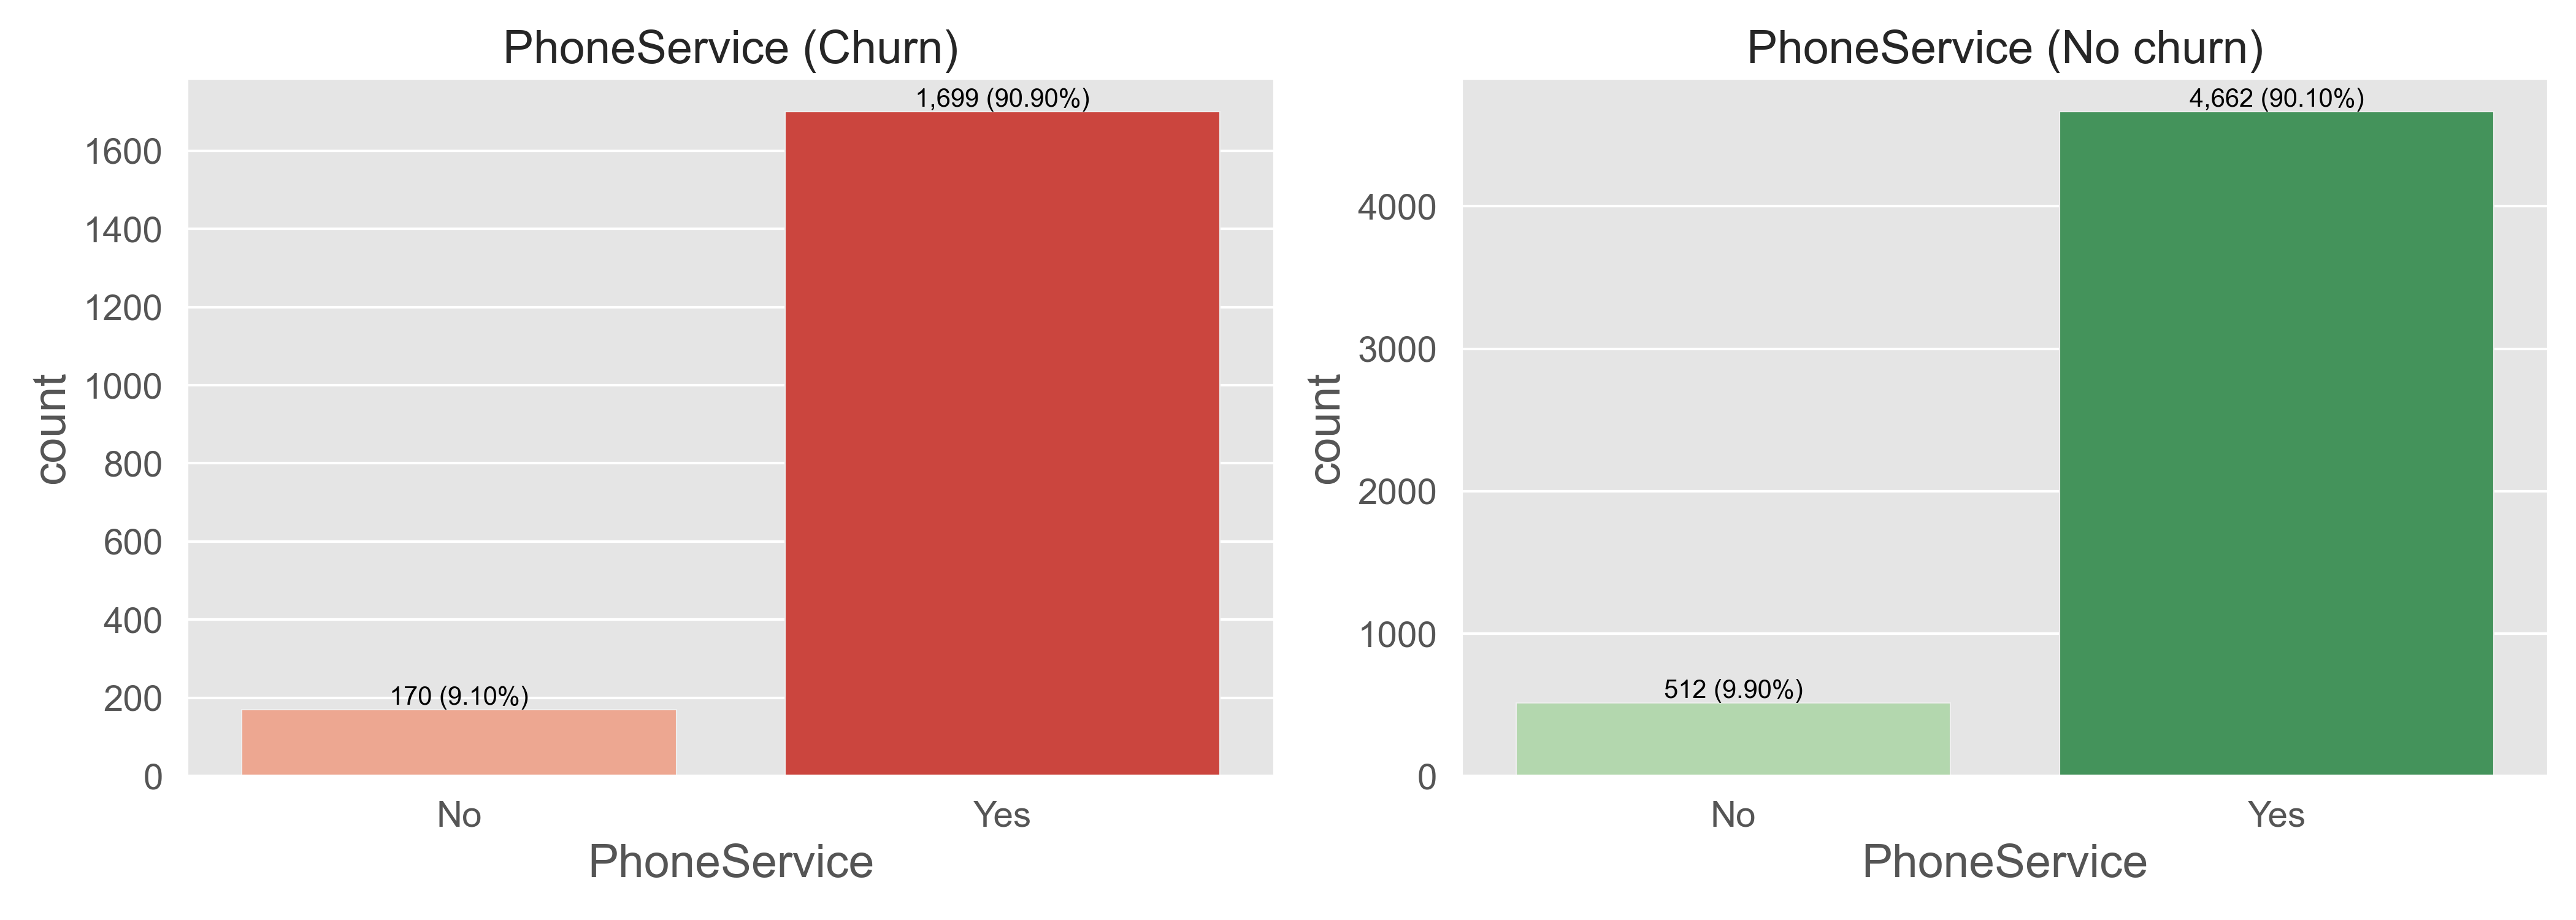 PhoneService (Churn)
1,699 (90.90%)
1600
1400
1200
1000
800
600
400
200
0
count
170 (9.10%)
No
Yes
PhoneService
PhoneService (No churn)
4,662 (90.10%)
4000
3000
2000
1000
0
count
512 (9.90%)
No
Yes
PhoneService